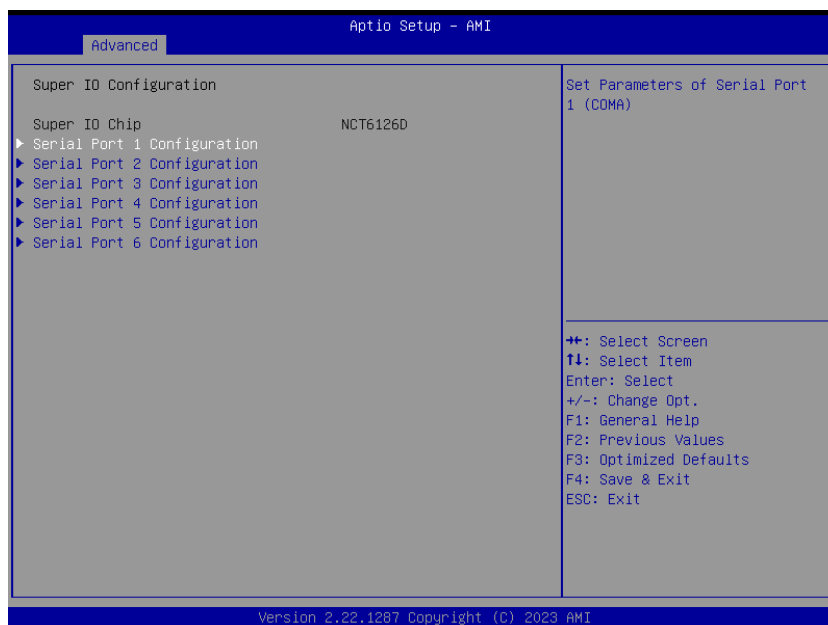 Aptio Setup – AMI
Advanced
Super IO Configuration
Super IO Chip NCT6126D
▶ Serial Port 1 Configuration
▶ Serial Port 2 Configuration
▶ Serial Port 3 Configuration
▶ Serial Port 4 Configuration
▶ Serial Port 5 Configuration
▶ Serial Port 6 Configuration
Set Parameters of Serial Port
1 (COMA)
→←: Select Screen
↑↓: Select Item
Enter: Select
+/-: Change Opt.
F1: General Help
F2: Previous Values
F3: Optimized Defaults
F4: Save & Exit
ESC: Exit
Version 2.22.1287 Copyright (C) 2023 AMI